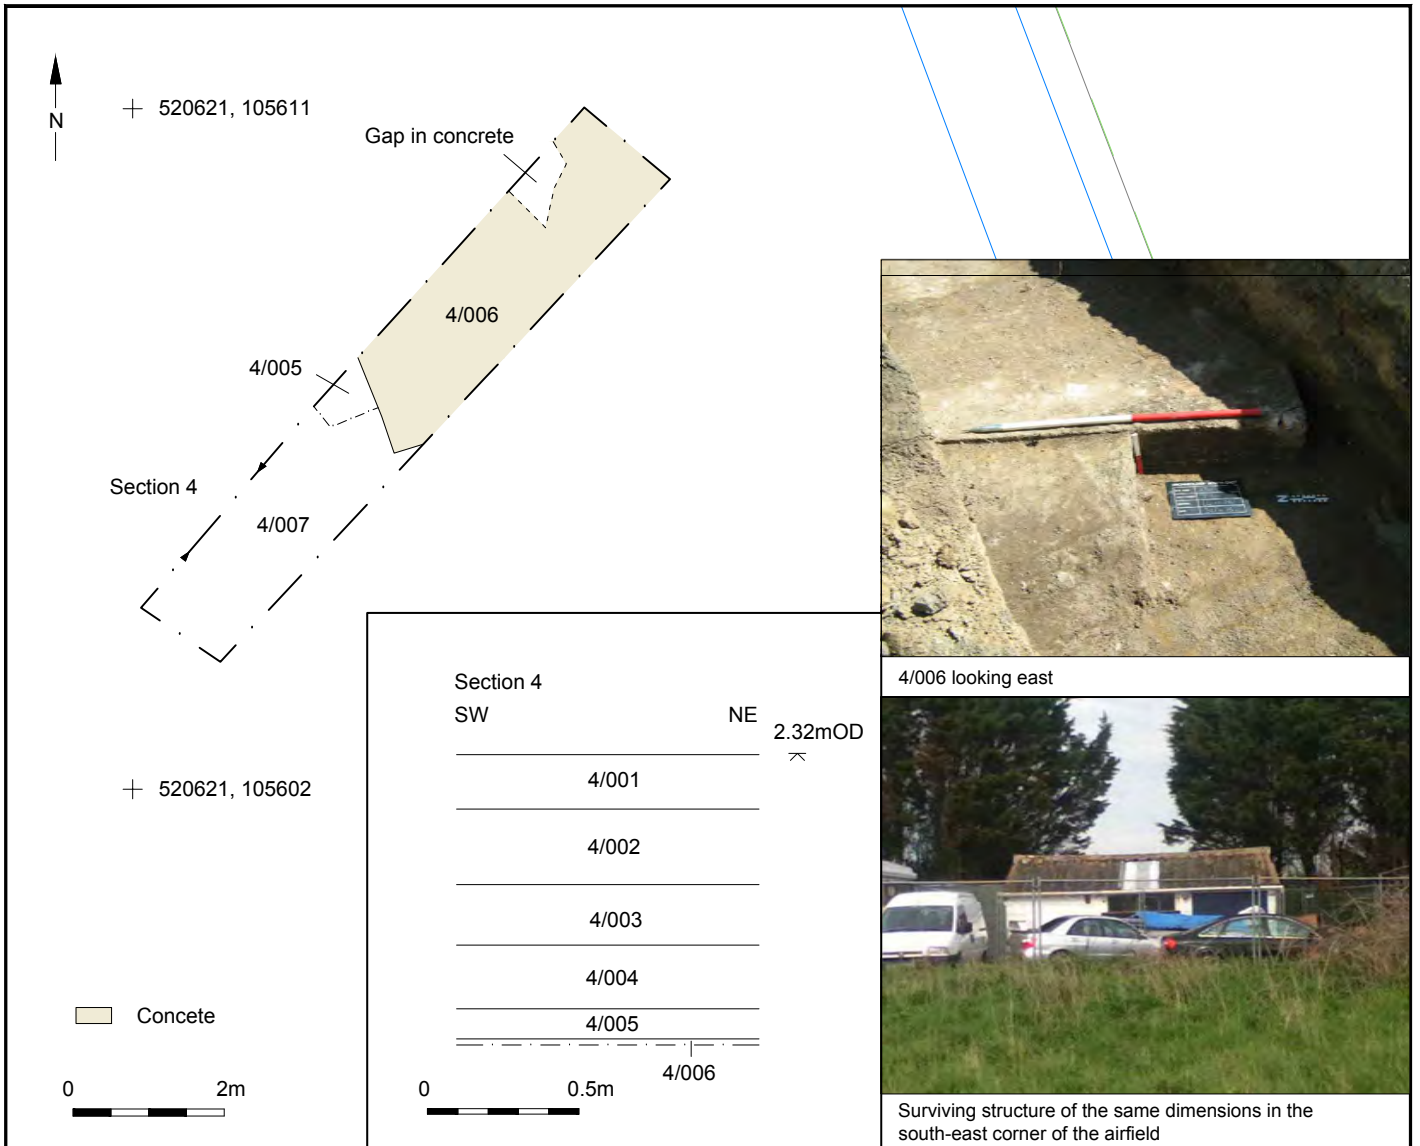 N
520621, 105611
Gap in concrete
4/006
4/005
Section 4
4/007
520621, 105602
Concete
0 2m
Section 4
SW NE
2.32mOD
4/001
4/002
4/003
4/004
4/005
4/006
0 0.5m
4/006 looking east
Surviving structure of the same dimensions in the
south-east corner of the airfield